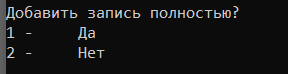 Добавить запись полностью?
1 -     Да
2 -     Нет